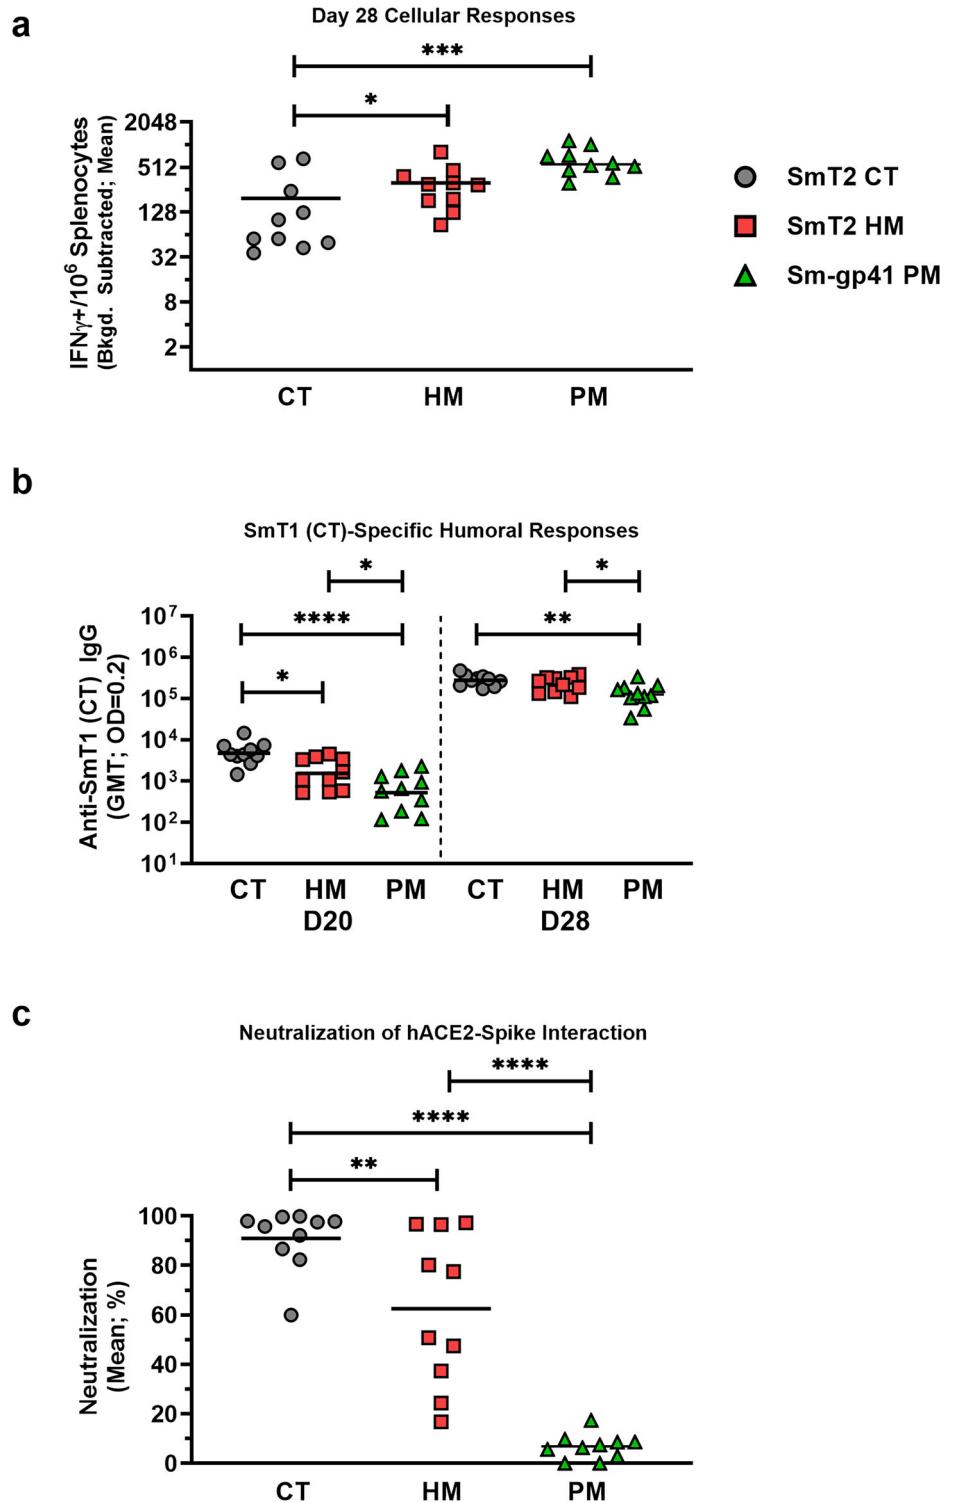 a
Day 28 Cellular Responses
***
*
IFNγ+/10⁶ Splenocytes
(Bkgd. Subtracted; Mean)
2048
512
128
32
8
2
CT HM PM
SmT2 CT
SmT2 HM
Sm-gp41 PM
b
SmT1 (CT)-Specific Humoral Responses
* *
**** **
*
Anti-SmT1 (CT) IgG
(GMT; OD=0.2)
10⁷
10⁶
10⁵
10⁴
10³
10²
10¹
CT HM PM CT HM PM
D20 D28
c
Neutralization of hACE2-Spike Interaction
****
****
**
Neutralization
(Mean; %)
100
80
60
40
20
0
CT HM PM